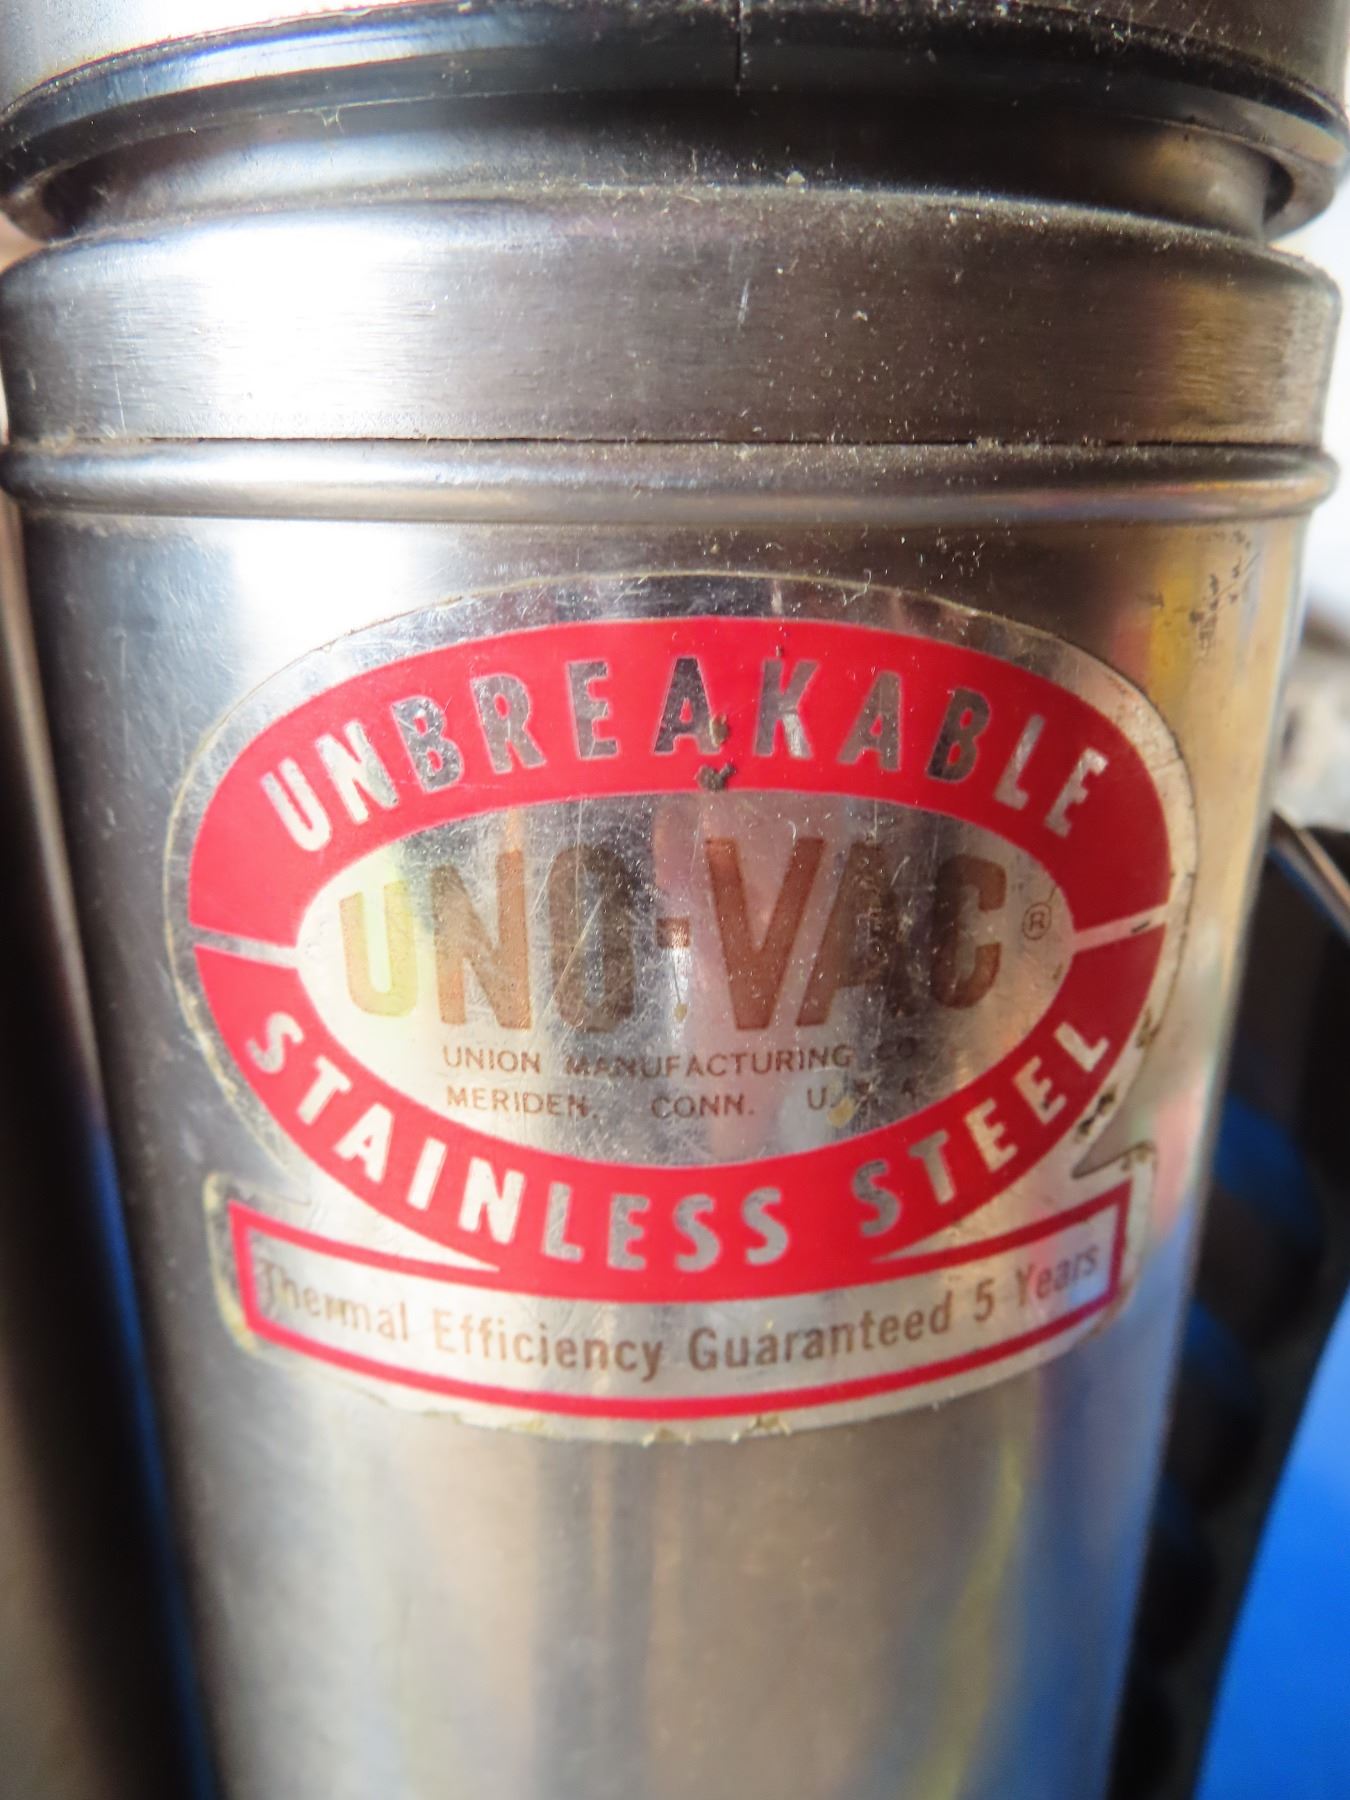 UNBREAKABLE
UNO-VAC ®
UNION MANUFACTURING CO
MERIDEN, CONN. U.S.A
STAINLESS STEEL
Thermal Efficiency Guaranteed 5 Years